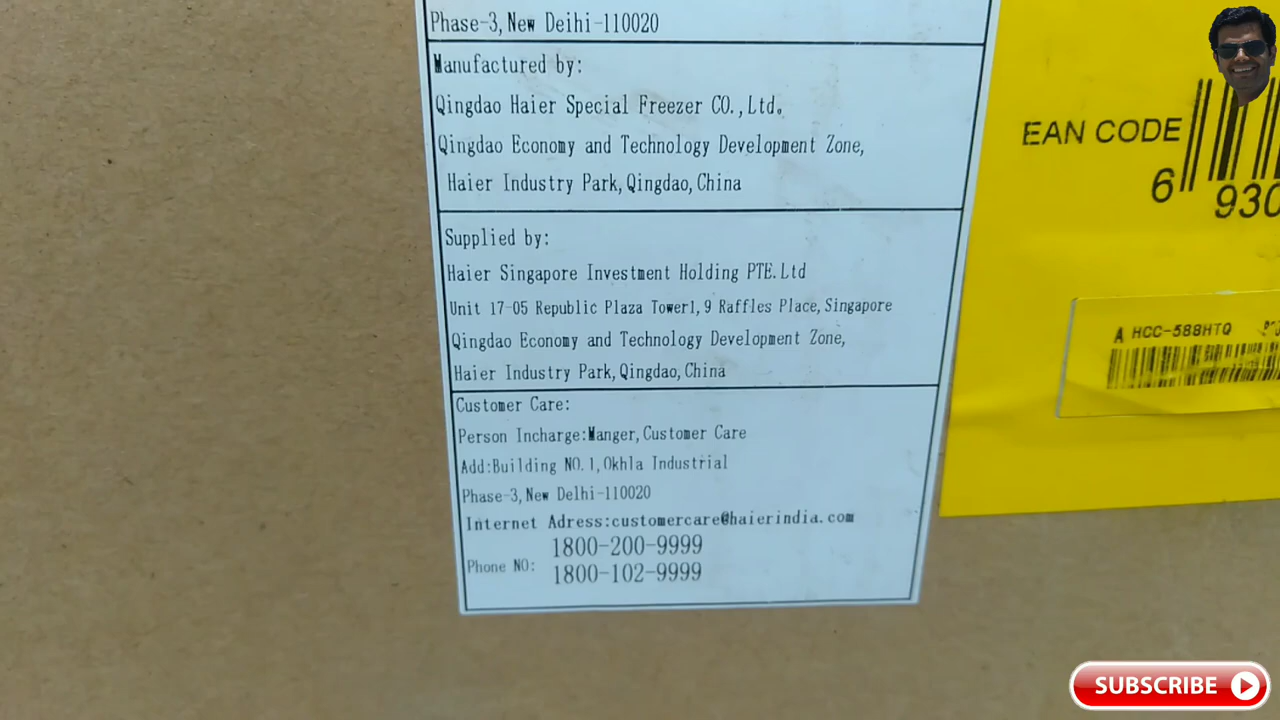 Phase-3,New Deihi-110020
Manufactured by:
Qingdao Haier Special Freezer CO.,Ltd。
Qingdao Economy and Technology Development Zone,
Haier Industry Park,Qingdao,China
Supplied by:
Haier Singapore Investment Holding PTE.Ltd
Unit 17-05 Republic Plaza Tower1,9 Raffles Place,Singapore
Qingdao Economy and Technology Development Zone,
Haier Industry Park,Qingdao,China
Customer Care:
Person Incharge:Manger,Customer Care
Add:Building NO.1,Okhla Industrial
Phase-3,New Delhi-110020
Internet Adress:customercare@haierindia.com
Phone NO: 1800-200-9999
1800-102-9999
EAN CODE
6 930
A HCC-588HTQ
SUBSCRIBE